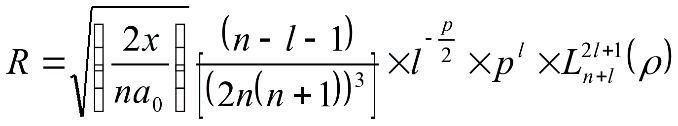 R = √(▯ 2x / na₀ ▯) (n - l - 1) / [(2n(n + 1))³] × l^(-p/2) × p^l × L_{n+l}^{2l+1}(ρ)